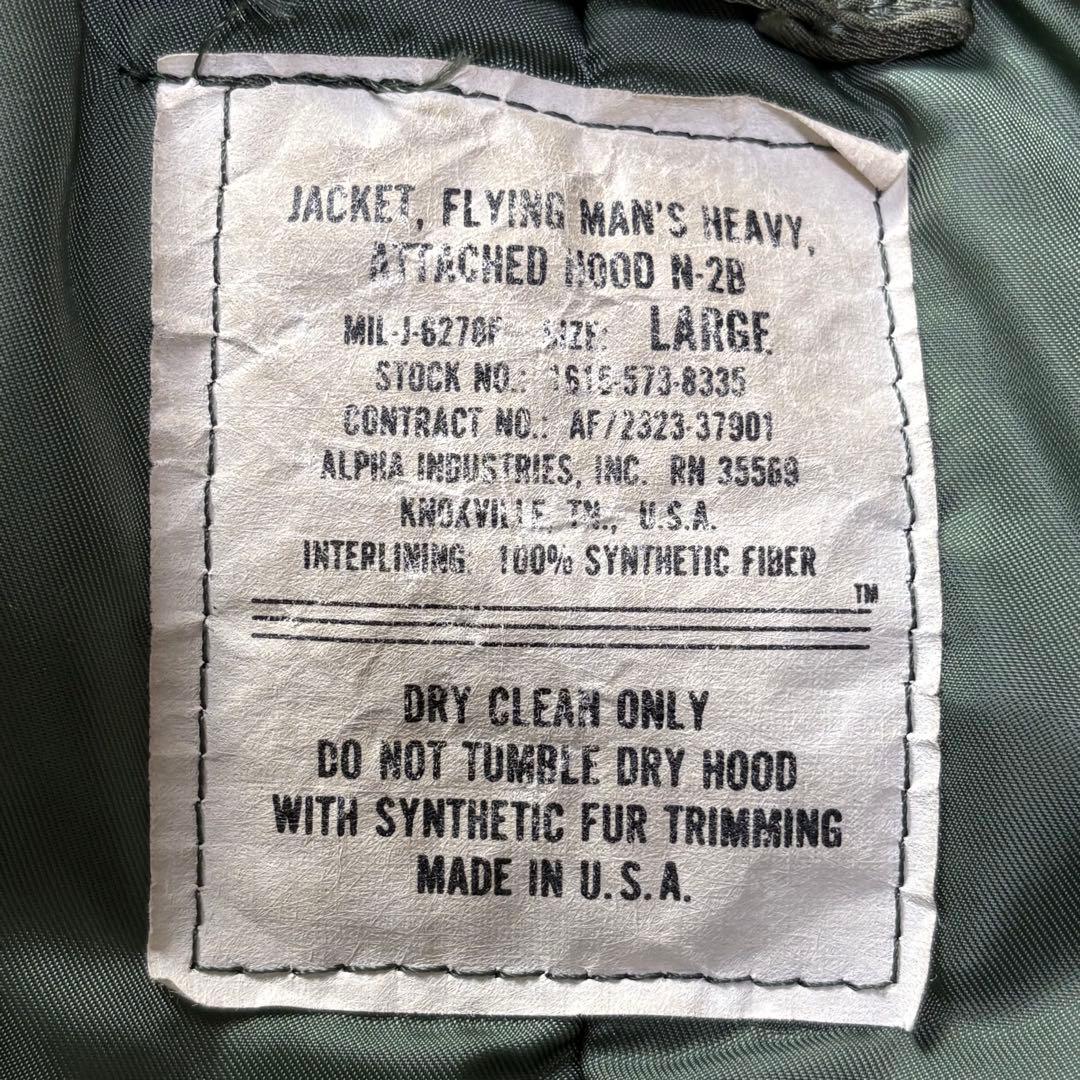 JACKET, FLYING MAN'S HEAVY,
ATTACHED HOOD N-2B
MIL-J-6278F SIZE: LARGE
STOCK NO.: 1615-573-8335
CONTRACT NO.: AF/2323-37901
ALPHA INDUSTRIES, INC. RN 35569
KNOXVILLE, TN., U.S.A.
INTERLINING: 100% SYNTHETIC FIBER
TM
DRY CLEAN ONLY
DO NOT TUMBLE DRY HOOD
WITH SYNTHETIC FUR TRIMMING
MADE IN U.S.A.